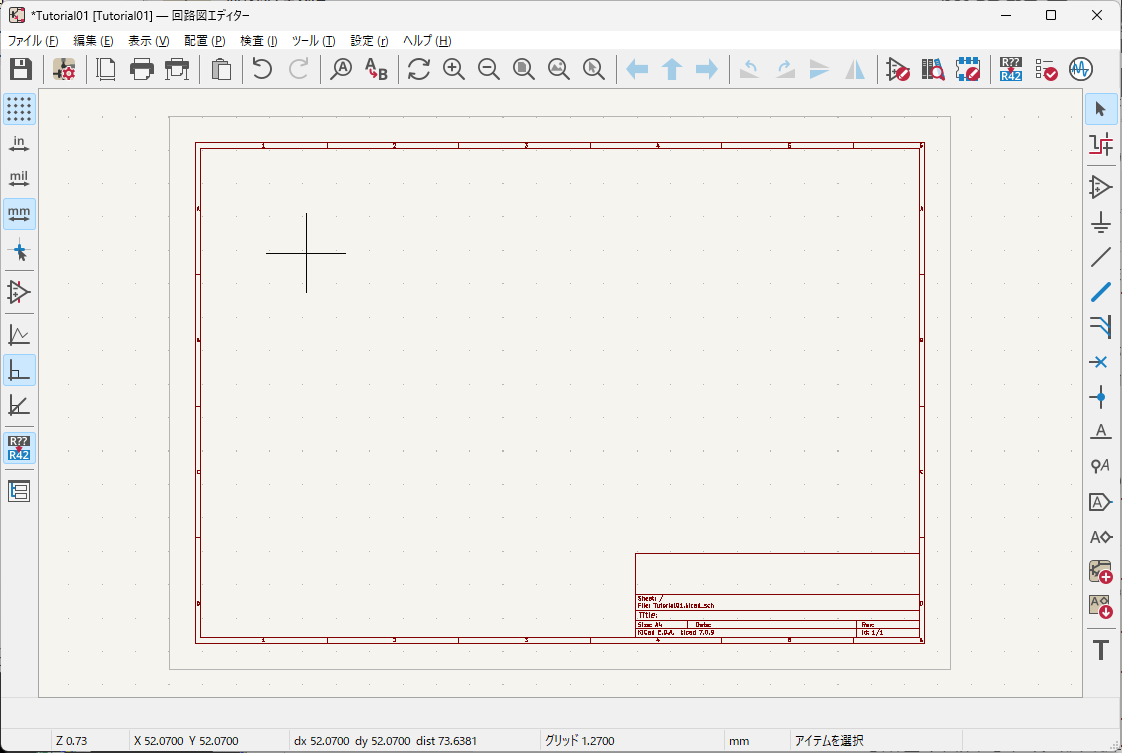 *Tutorial01 [Tutorial01] — 回路図エディター
ファイル (F) 編集 (E) 表示 (V) 配置 (P) 検査 (I) ツール (T) 設定 (r) ヘルプ (H)
A
A B
R??
R42
in
mil
mm
R??
R42
A
A
A
A
A
T
1 2 3 4 5 6
A A
B B
C C
D D
Sheet: /
File: Tutorial01.kicad_sch
Title:
Size: A4 Date: Rev:
KiCad E.D.A. kicad 7.0.9 Id: 1/1
1 2 3 4 5 6
Z 0.73 X 52.0700 Y 52.0700 dx 52.0700 dy 52.0700 dist 73.6381 グリッド 1.2700 mm アイテムを選択